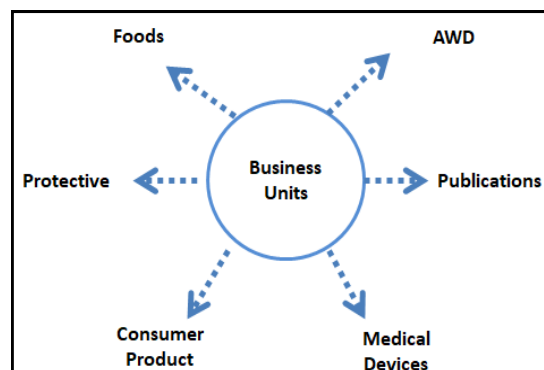 Foods
AWD
Business
Units
Protective
Publications
Consumer
Product
Medical
Devices